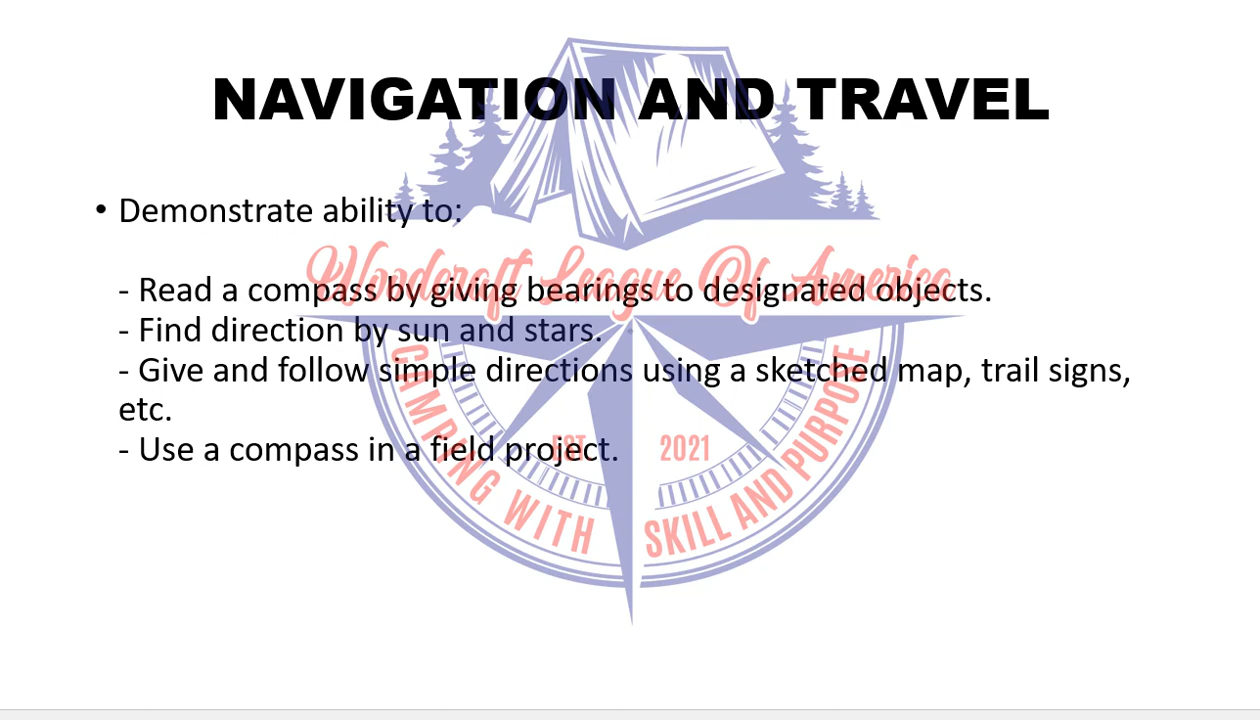 NAVIGATION AND TRAVEL
• Demonstrate ability to:
Woodcraft League Of America
- Read a compass by giving bearings to designated objects.
- Find direction by sun and stars.
- Give and follow simple directions using a sketched map, trail signs,
etc.
- Use a compass in a field project.
EST 2021
CAMPING WITH SKILL AND PURPOSE